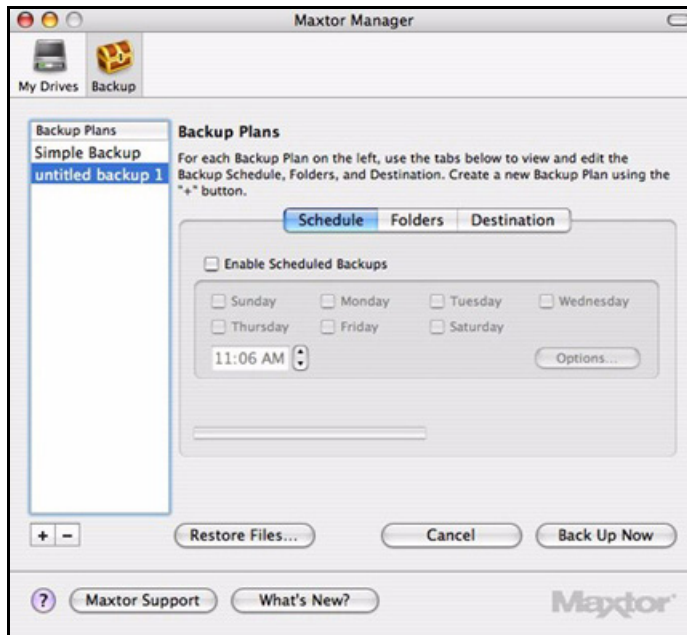 Maxtor Manager
My Drives
Backup
Backup Plans
Simple Backup
untitled backup 1
Backup Plans
For each Backup Plan on the left, use the tabs below to view and edit the
Backup Schedule, Folders, and Destination. Create a new Backup Plan using the
"+" button.
Schedule Folders Destination
Enable Scheduled Backups
Sunday Monday Tuesday Wednesday
Thursday Friday Saturday
11:06 AM
Options...
+ −
Restore Files... Cancel Back Up Now
? Maxtor Support What's New?
Maxtor